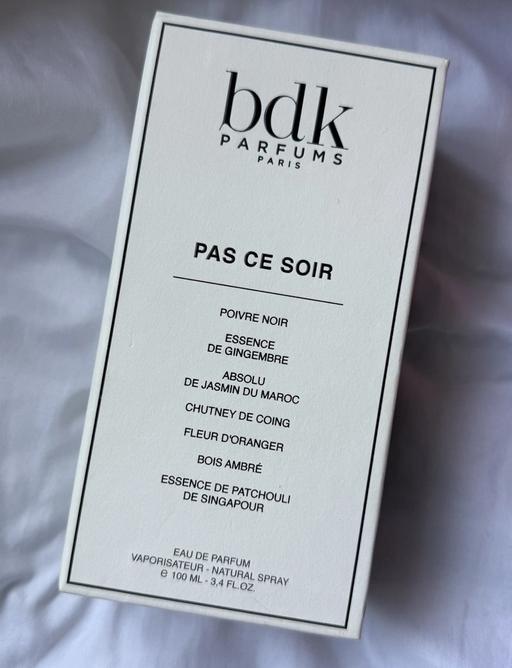 bdk
PARFUMS
PARIS
PAS CE SOIR
POIVRE NOIR
ESSENCE
DE GINGEMBRE
ABSOLU
DE JASMIN DU MAROC
CHUTNEY DE COING
FLEUR D'ORANGER
BOIS AMBRÉ
ESSENCE DE PATCHOULI
DE SINGAPOUR
EAU DE PARFUM
VAPORISATEUR - NATURAL SPRAY
℮ 100 ML - 3,4 FL.OZ.